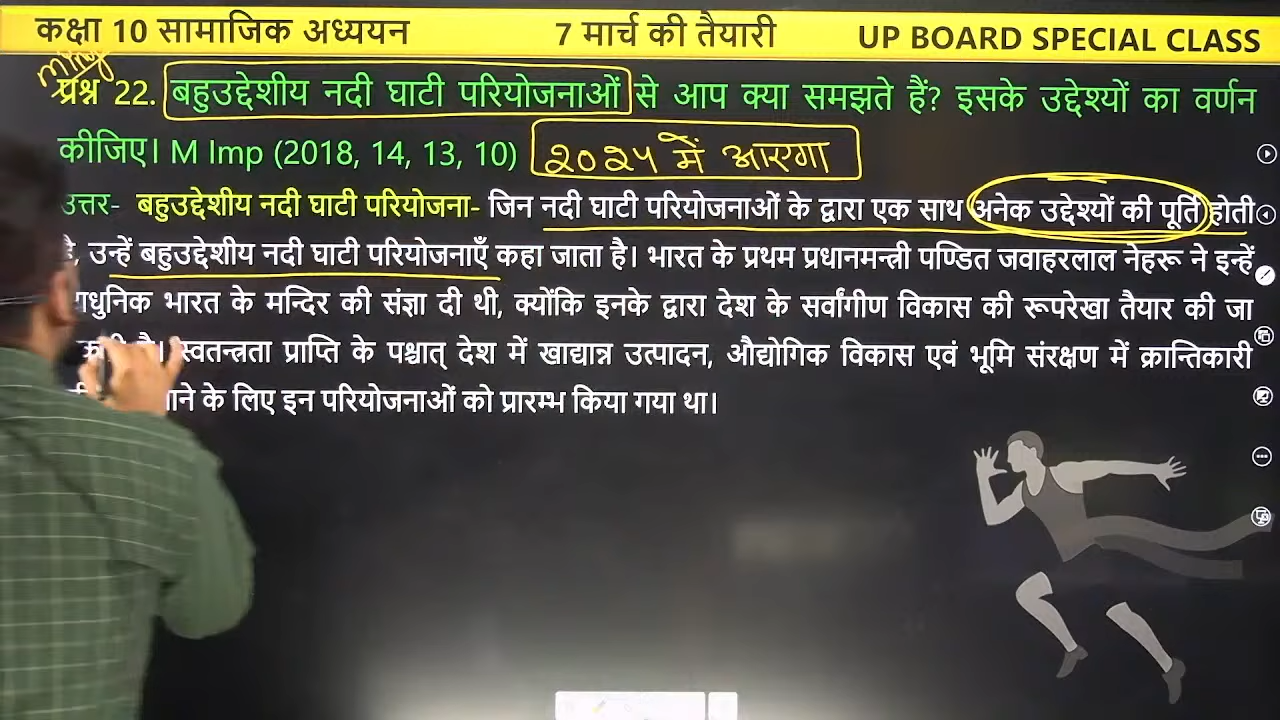 कक्षा 10 सामाजिक अध्ययन 7 मार्च की तैयारी UP BOARD SPECIAL CLASS
प्रश्न 22. बहुउद्देशीय नदी घाटी परियोजनाओं से आप क्या समझते हैं? इसके उद्देश्यों का वर्णन
कीजिए। M Imp (2018, 14, 13, 10) २०२५ में आएगा
उत्तर- बहुउद्देशीय नदी घाटी परियोजना- जिन नदी घाटी परियोजनाओं के द्वारा एक साथ अनेक उद्देश्यों की पूर्ति होती
है, उन्हें बहुउद्देशीय नदी घाटी परियोजनाएँ कहा जाता है। भारत के प्रथम प्रधानमन्त्री पण्डित जवाहरलाल नेहरू ने इन्हें
भारत के मन्दिर की संज्ञा दी थी, क्योंकि इनके द्वारा देश के सर्वांगीण विकास की रूपरेखा तैयार की जा
है। स्वतन्त्रता प्राप्ति के पश्चात् देश में खाद्यान्न उत्पादन, औद्योगिक विकास एवं भूमि संरक्षण में क्रान्तिकारी
के लिए इन परियोजनाओं को प्रारम्भ किया गया था।